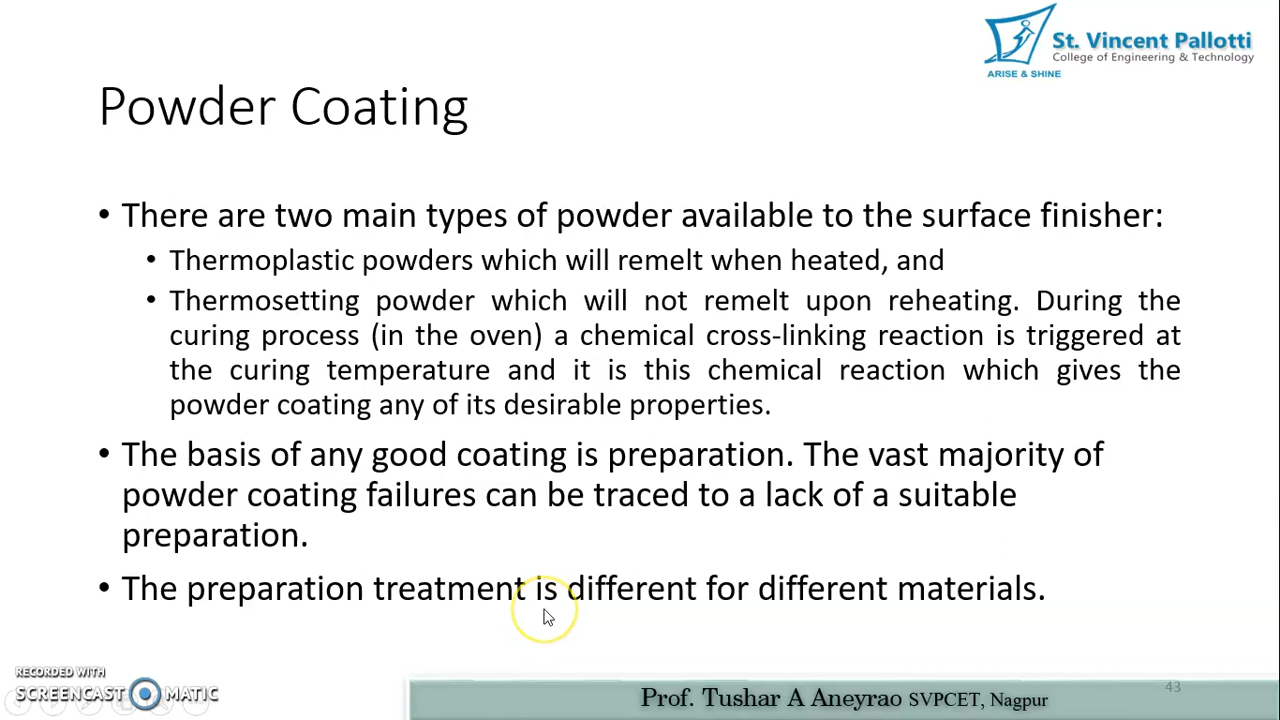 St. Vincent Pallotti
College of Engineering & Technology
ARISE & SHINE
Powder Coating
• There are two main types of powder available to the surface finisher:
• Thermoplastic powders which will remelt when heated, and
• Thermosetting powder which will not remelt upon reheating. During the
curing process (in the oven) a chemical cross-linking reaction is triggered at
the curing temperature and it is this chemical reaction which gives the
powder coating any of its desirable properties.
• The basis of any good coating is preparation. The vast majority of
powder coating failures can be traced to a lack of a suitable
preparation.
• The preparation treatment is different for different materials.
RECORDED WITH
SCREENCAST MATIC
Prof. Tushar A Aneyrao SVPCET, Nagpur
43